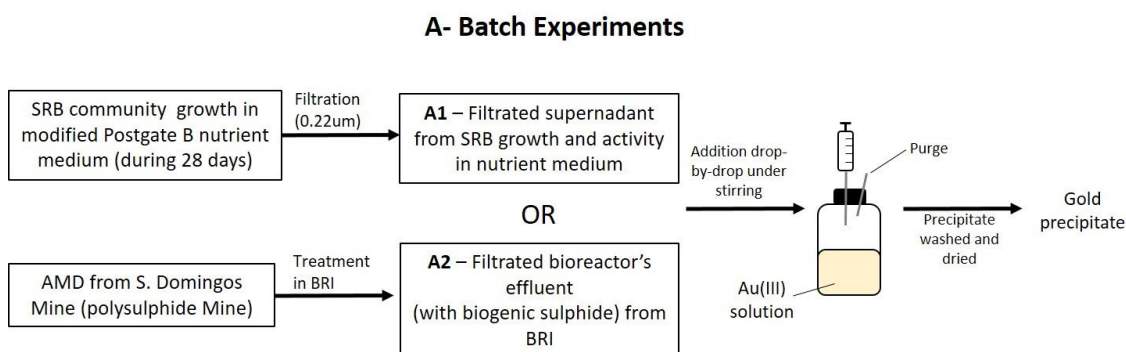 A- Batch Experiments
SRB community growth in
modified Postgate B nutrient
medium (during 28 days)
Filtration
(0.22um)
A1 – Filtrated supernadant
from SRB growth and activity
in nutrient medium
OR
AMD from S. Domingos
Mine (polysulphide Mine)
Treatment
in BRI
A2 – Filtrated bioreactor's
effluent
(with biogenic sulphide) from
BRI
Addition drop-
by-drop under
stirring
Purge
Au(III)
solution
Precipitate
washed and
dried
Gold
precipitate